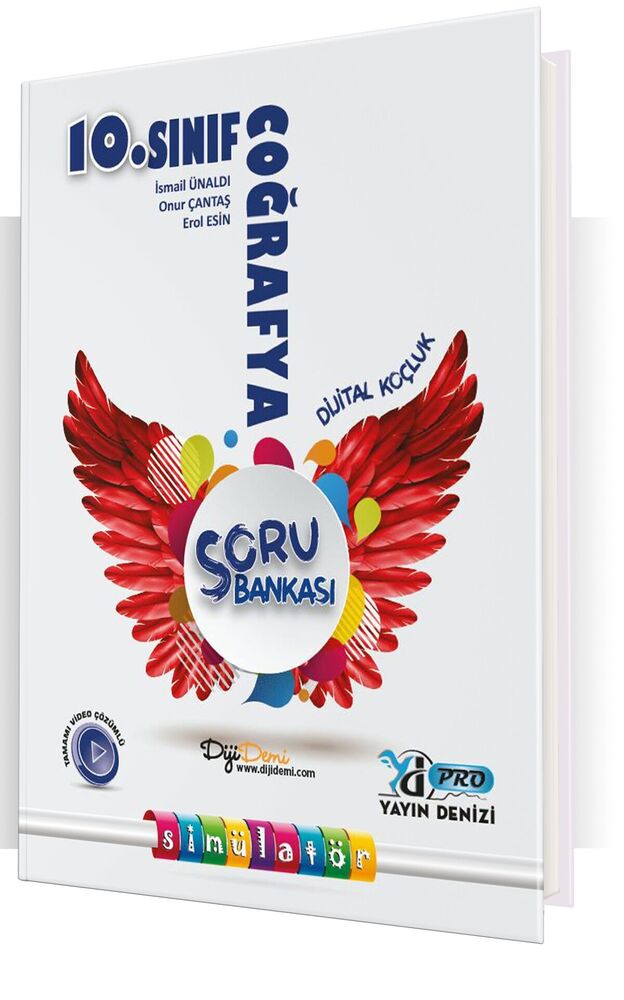 10.SINIF
COĞRAFYA
İsmail ÜNALDI
Onur ÇANTAŞ
Erol ESİN
DİJİTAL KOÇLUK
SORU
BANKASI
TAMAMI VİDEO ÇÖZÜMLÜ
DijiDemi
www.dijidemi.com
YD PRO
YAYIN DENİZİ
simülatör